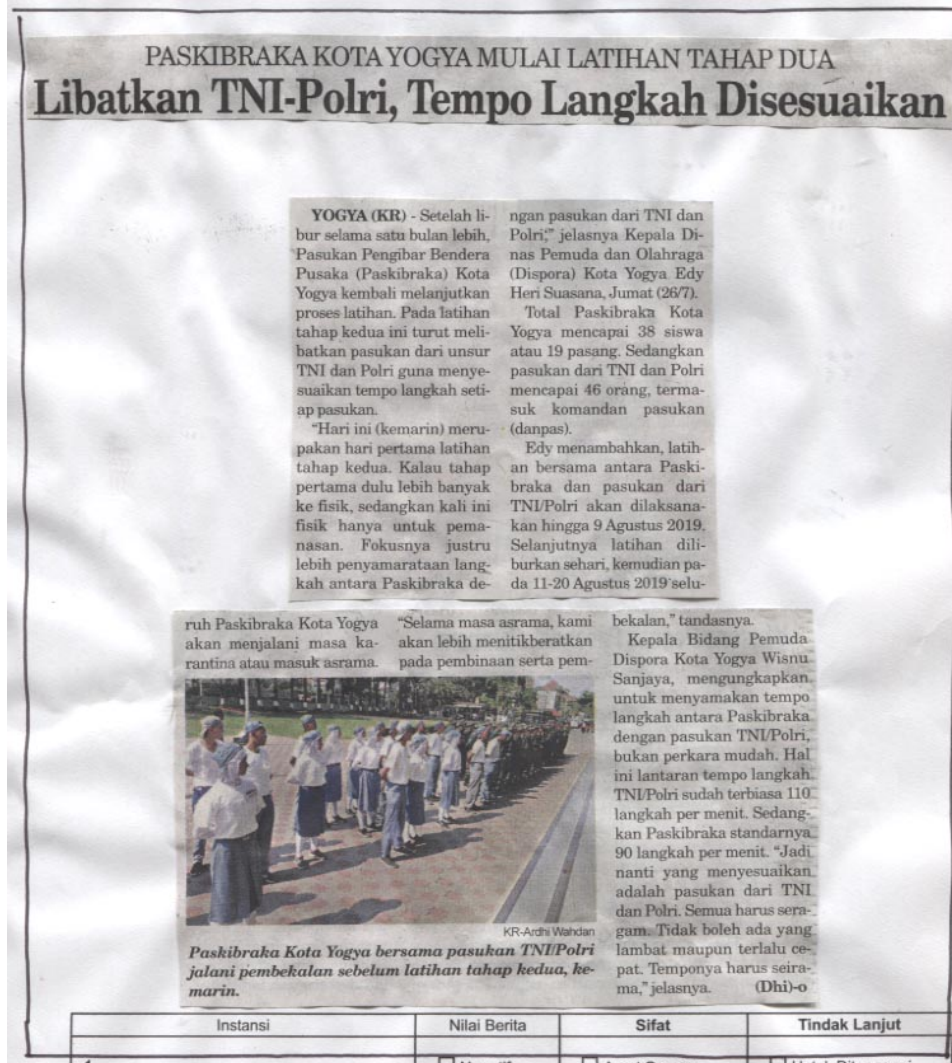 PASKIBRAKA KOTA YOGYA MULAI LATIHAN TAHAP DUA
Libatkan TNI-Polri, Tempo Langkah Disesuaikan
YOGYA (KR) - Setelah li-
bur selama satu bulan lebih,
Pasukan Pengibar Bendera
Pusaka (Paskibraka) Kota
Yogya kembali melanjutkan
proses latihan. Pada latihan
tahap kedua ini turut meli-
batkan pasukan dari unsur
TNI dan Polri guna menye-
suaikan tempo langkah seti-
ap pasukan.
"Hari ini (kemarin) meru-
pakan hari pertama latihan
tahap kedua. Kalau tahap
pertama dulu lebih banyak
ke fisik, sedangkan kali ini
fisik hanya untuk pema-
nasan. Fokusnya justru
lebih penyamarataan lang-
kah antara Paskibraka de-
ngan pasukan dari TNI dan
Polri," jelasnya Kepala Di-
nas Pemuda dan Olahraga
(Dispora) Kota Yogya Edy
Heri Suasana, Jumat (26/7).
Total Paskibraka Kota
Yogya mencapai 38 siswa
atau 19 pasang. Sedangkan
pasukan dari TNI dan Polri
mencapai 46 orang, terma-
suk komandan pasukan
(danpas).
Edy menambahkan, latih-
an bersama antara Paski-
braka dan pasukan dari
TNI/Polri akan dilaksana-
kan hingga 9 Agustus 2019.
Selanjutnya latihan dili-
burkan sehari, kemudian pa-
da 11-20 Agustus 2019 selu-
ruh Paskibraka Kota Yogya
akan menjalani masa ka-
rantina atau masuk asrama.
"Selama masa asrama, kami
akan lebih menitikberatkan
pada pembinaan serta pem-
bekalan," tandasnya.
Kepala Bidang Pemuda
Dispora Kota Yogya Wisnu
Sanjaya, mengungkapkan
untuk menyamakan tempo
langkah antara Paskibraka
dengan pasukan TNI/Polri,
bukan perkara mudah. Hal
ini lantaran tempo langkah
TNI/Polri sudah terbiasa 110
langkah per menit. Sedang-
kan Paskibraka standarnya
90 langkah per menit. "Jadi
nanti yang menyesuaikan
adalah pasukan dari TNI
dan Polri. Semua harus sera-
gam. Tidak boleh ada yang
lambat maupun terlalu ce-
pat. Temponya harus seira-
ma," jelasnya. (Dhi)-o
KR-Ardhi Wahdan
Paskibraka Kota Yogya bersama pasukan TNI/Polri
jalani pembekalan sebelum latihan tahap kedua, ke-
marin.
Instansi Nilai Berita Sifat Tindak Lanjut